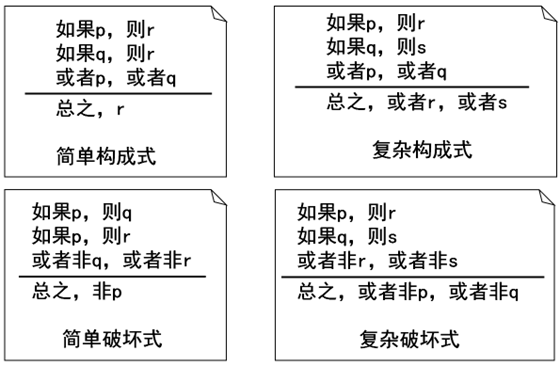 如果p，则r
如果q，则r
或者p，或者q
总之，r
简单构成式
如果p，则r
如果q，则s
或者p，或者q
总之，或者r，或者s
复杂构成式
如果p，则q
如果p，则r
或者非q，或者非r
总之，非p
简单破坏式
如果p，则r
如果q，则s
或者非r，或者非s
总之，或者非p，或者非q
复杂破坏式